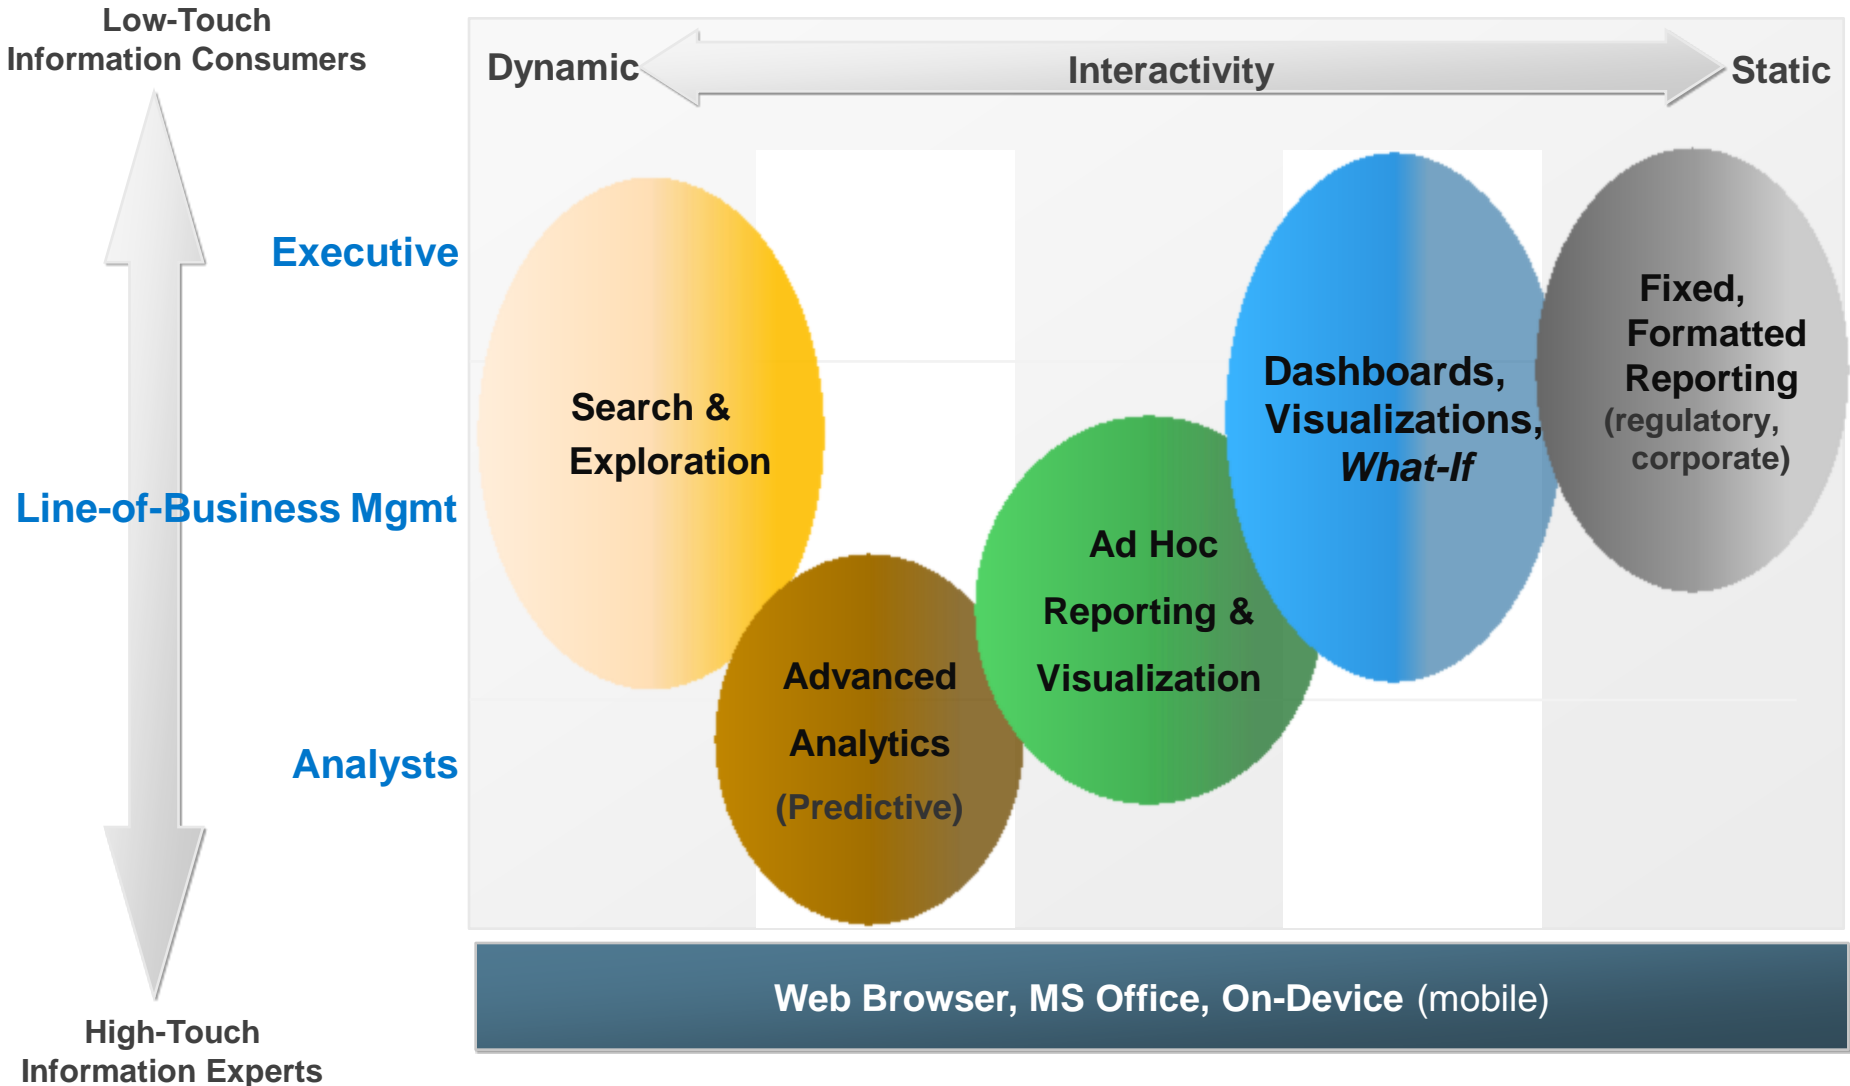 Low-Touch
Information Consumers
Dynamic
Interactivity
Static
Executive
Line-of-Business Mgmt
Analysts
High-Touch
Information Experts
Search &
Exploration
Advanced
Analytics
(Predictive)
Ad Hoc
Reporting &
Visualization
Dashboards,
Visualizations,
What-If
Fixed,
Formatted
Reporting
(regulatory,
corporate)
Web Browser, MS Office, On-Device (mobile)